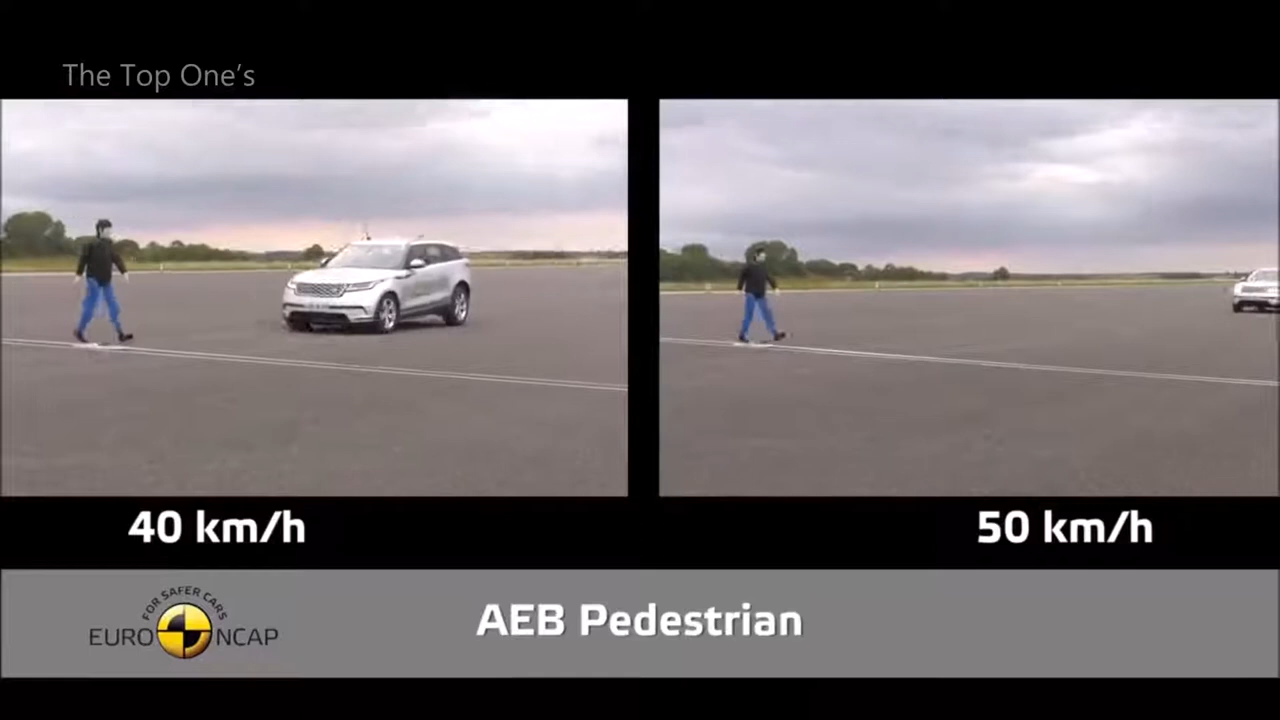 The Top One's
40 km/h
50 km/h
FOR SAFER CARS
EURO NCAP
AEB Pedestrian